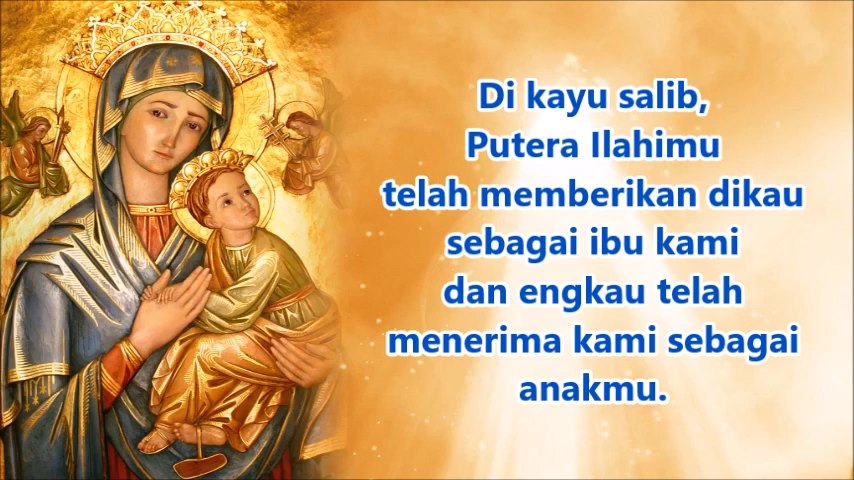 Di kayu salib,
Putera Ilahimu
telah memberikan dikau
sebagai ibu kami
dan engkau telah
menerima kami sebagai
anakmu.